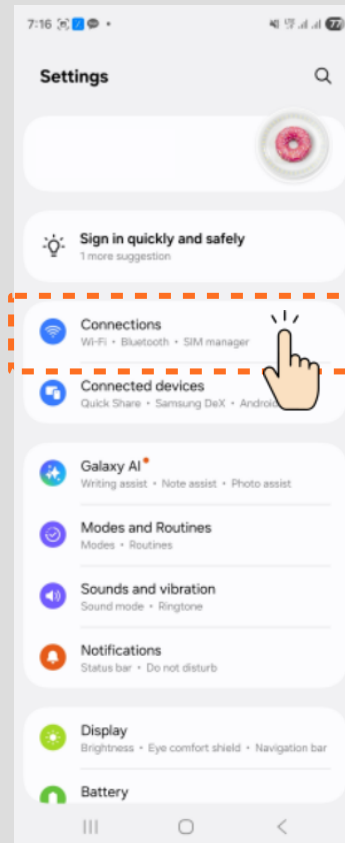 7:16
77
Settings
Sign in quickly and safely
1 more suggestion
Connections
Wi-Fi • Bluetooth • SIM manager
Connected devices
Quick Share • Samsung DeX • Android
Galaxy AI
Writing assist • Note assist • Photo assist
Modes and Routines
Modes • Routines
Sounds and vibration
Sound mode • Ringtone
Notifications
Status bar • Do not disturb
Display
Brightness • Eye comfort shield • Navigation bar
Battery